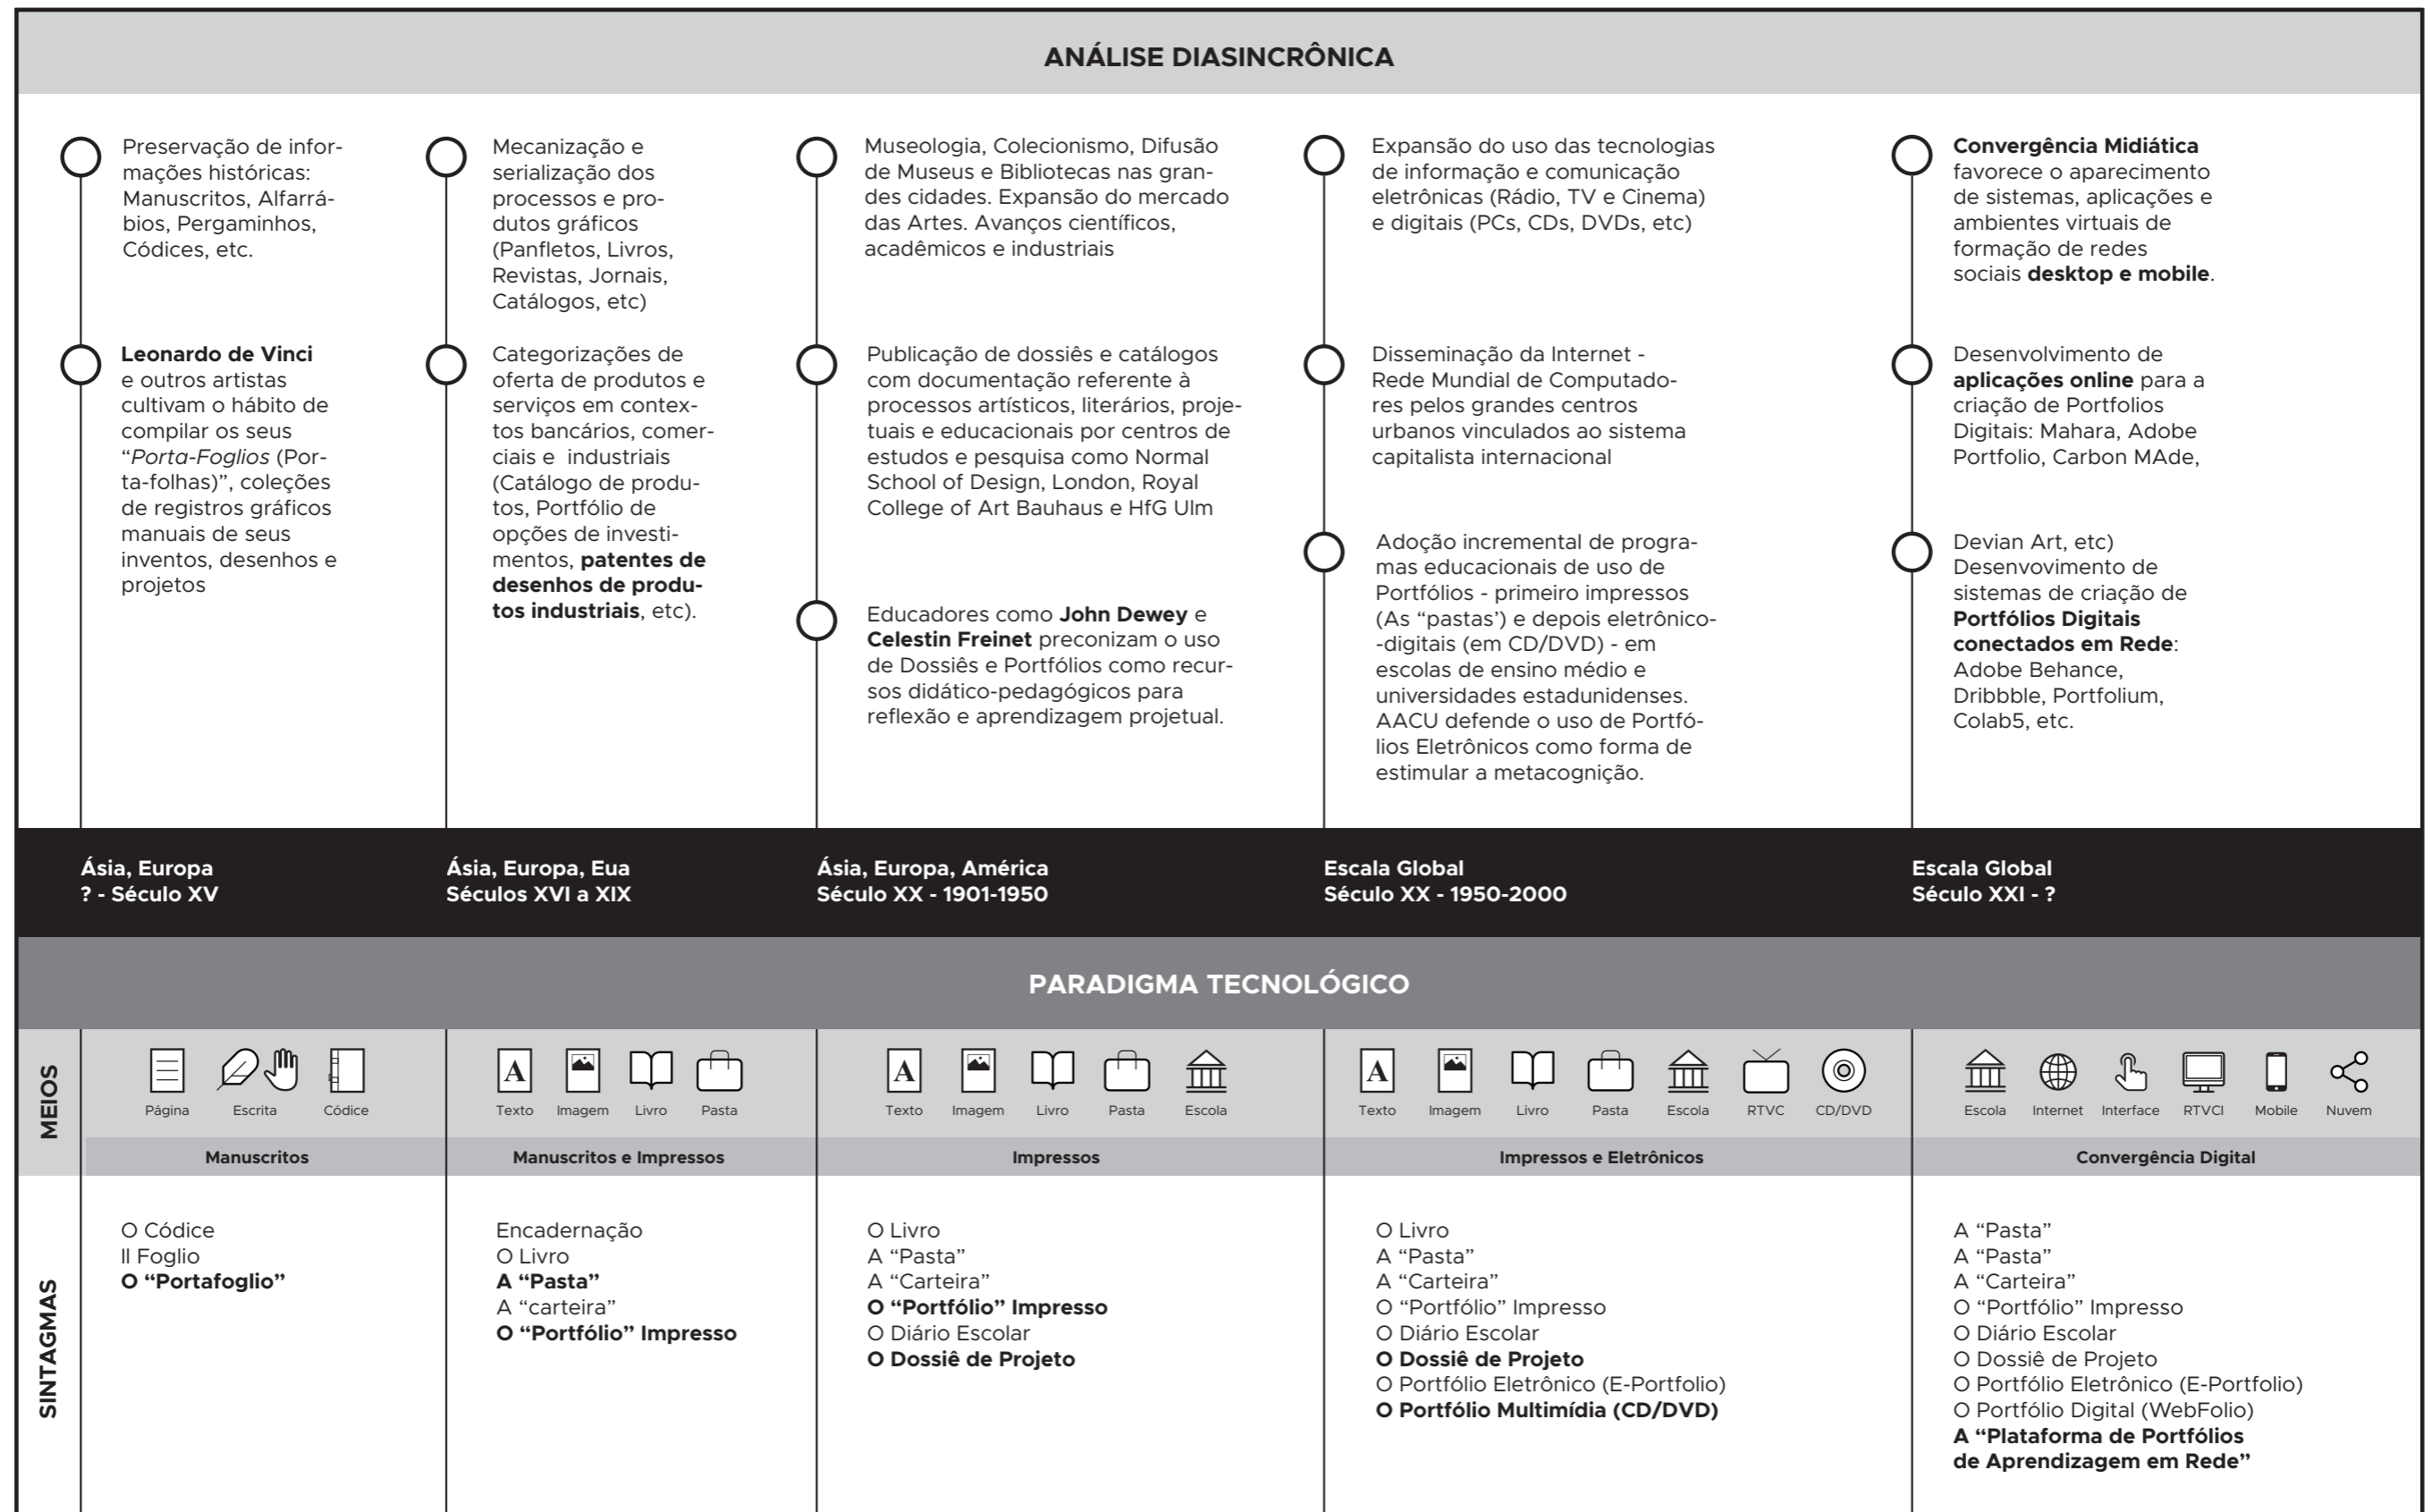 ANÁLISE DIASINCRÔNICA
Preservação de infor-
mações históricas:
Manuscritos, Alfarrá-
bios, Pergaminhos,
Códices, etc.
Leonardo de Vinci
e outros artistas
cultivam o hábito de
compilar os seus
“Porta-Foglios (Por-
ta-folhas)”, coleções
de registros gráficos
manuais de seus
inventos, desenhos e
projetos
Mecanização e
serialização dos
processos e pro-
dutos gráficos
(Panfletos, Livros,
Revistas, Jornais,
Catálogos, etc)
Categorizações de
oferta de produtos e
serviços em contex-
tos bancários, comer-
ciais e industriais
(Catálogo de produ-
tos, Portfólio de
opções de investi-
mentos, patentes de
desenhos de produ-
tos industriais, etc).
Museologia, Colecionismo, Difusão
de Museus e Bibliotecas nas gran-
des cidades. Expansão do mercado
das Artes. Avanços científicos,
acadêmicos e industriais
Publicação de dossiês e catálogos
com documentação referente à
processos artísticos, literários, proje-
tuais e educacionais por centros de
estudos e pesquisa como Normal
School of Design, London, Royal
College of Art Bauhaus e HfG Ulm
Educadores como John Dewey e
Celestin Freinet preconizam o uso
de Dossiês e Portfólios como recur-
sos didático-pedagógicos para
reflexão e aprendizagem projetual.
Expansão do uso das tecnologias
de informação e comunicação
eletrônicas (Rádio, TV e Cinema)
e digitais (PCs, CDs, DVDs, etc)
Disseminação da Internet -
Rede Mundial de Computado-
res pelos grandes centros
urbanos vinculados ao sistema
capitalista internacional
Adoção incremental de progra-
mas educacionais de uso de
Portfólios - primeiro impressos
(As “pastas’) e depois eletrônico-
-digitais (em CD/DVD) - em
escolas de ensino médio e
universidades estadunidenses.
AACU defende o uso de Portfó-
lios Eletrônicos como forma de
estimular a metacognição.
Convergência Midiática
favorece o aparecimento
de sistemas, aplicações e
ambientes virtuais de
formação de redes
sociais desktop e mobile.
Desenvolvimento de
aplicações online para a
criação de Portfolios
Digitais: Mahara, Adobe
Portfolio, Carbon MAde,
Devian Art, etc)
Desenvovimento de
sistemas de criação de
Portfólios Digitais
conectados em Rede:
Adobe Behance,
Dribbble, Portfolium,
Colab5, etc.
Ásia, Europa
? - Século XV
Ásia, Europa, Eua
Séculos XVI a XIX
Ásia, Europa, América
Século XX - 1901-1950
Escala Global
Século XX - 1950-2000
Escala Global
Século XXI - ?
PARADIGMA TECNOLÓGICO
MEIOS
Página Escrita Códice
A
Texto Imagem Livro Pasta
A
Texto Imagem Livro Pasta Escola
A
Texto Imagem Livro Pasta Escola RTVC CD/DVD
Escola Internet Interface RTVCI Mobile Nuvem
Manuscritos
Manuscritos e Impressos
Impressos
Impressos e Eletrônicos
Convergência Digital
SINTAGMAS
O Códice
Il Foglio
O “Portafoglio”
Encadernação
O Livro
A “Pasta”
A “carteira”
O “Portfólio” Impresso
O Livro
A “Pasta”
A “Carteira”
O “Portfólio” Impresso
O Diário Escolar
O Dossiê de Projeto
O Livro
A “Pasta”
A “Carteira”
O “Portfólio” Impresso
O Diário Escolar
O Dossiê de Projeto
O Portfólio Eletrônico (E-Portfolio)
O Portfólio Multimídia (CD/DVD)
A “Pasta”
A “Pasta”
A “Carteira”
O “Portfólio” Impresso
O Diário Escolar
O Dossiê de Projeto
O Portfólio Eletrônico (E-Portfolio)
O Portfólio Digital (WebFolio)
A “Plataforma de Portfólios
de Aprendizagem em Rede”